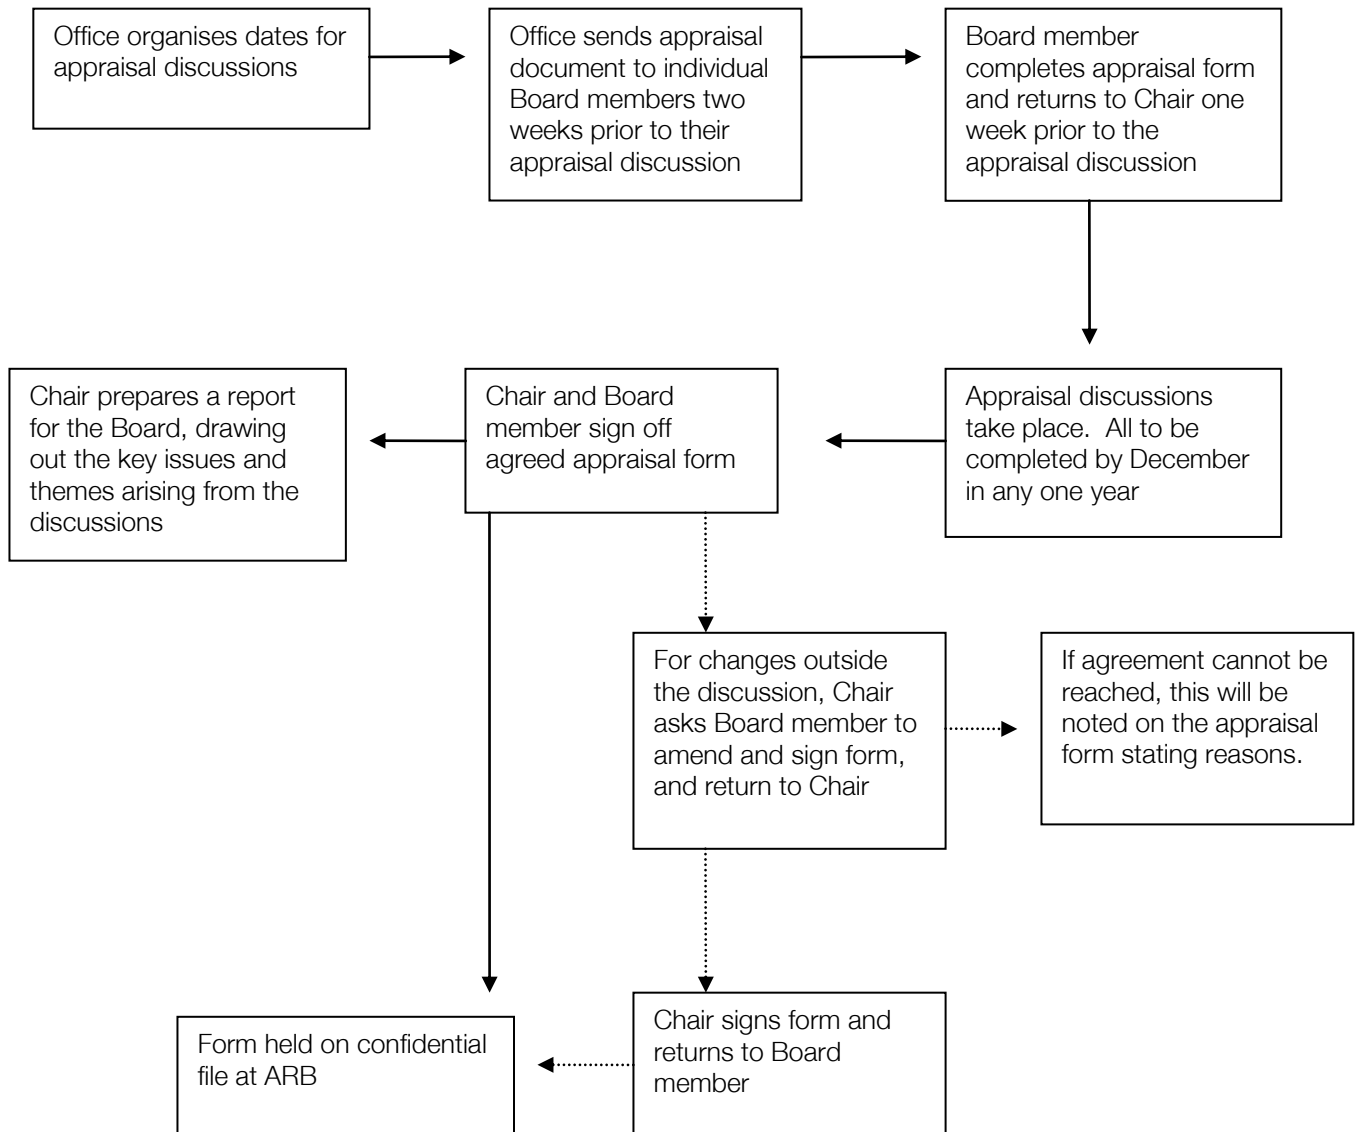 Office organises dates for
appraisal discussions
Office sends appraisal
document to individual
Board members two
weeks prior to their
appraisal discussion
Board member
completes appraisal form
and returns to Chair one
week prior to the
appraisal discussion
Chair prepares a report
for the Board, drawing
out the key issues and
themes arising from the
discussions
Chair and Board
member sign off
agreed appraisal form
Appraisal discussions
take place.  All to be
completed by December
in any one year
For changes outside
the discussion, Chair
asks Board member to
amend and sign form,
and return to Chair
If agreement cannot be
reached, this will be
noted on the appraisal
form stating reasons.
Form held on confidential
file at ARB
Chair signs form and
returns to Board
member